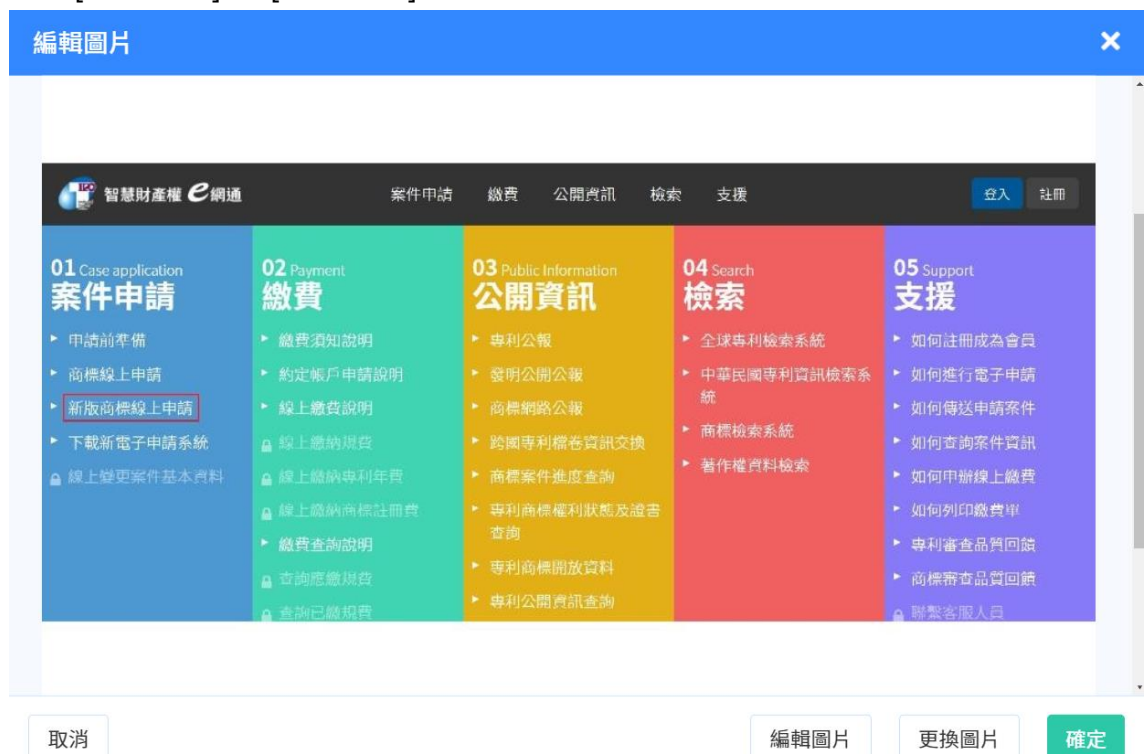 編輯圖片
智慧財產權 e網通
案件申請 繳費 公開資訊 檢索 支援
登入 註冊
01 Case application
案件申請
申請前準備
商標線上申請
新版商標線上申請
下載新電子申請系統
線上變更案件基本資料
02 Payment
繳費
繳費須知說明
約定帳戶申請說明
線上繳費說明
線上繳納規費
線上繳納專利年費
線上繳納商標註冊費
繳費查詢說明
查詢應繳規費
查詢已繳規費
03 Public Information
公開資訊
專利公報
發明公開公報
商標網路公報
跨國專利檔卷資訊交換
商標案件進度查詢
專利商標權利狀態及證書
查詢
專利商標開放資料
專利公開資訊查詢
04 Search
檢索
全球專利檢索系統
中華民國專利資訊檢索系
統
商標檢索系統
著作權資料檢索
05 Support
支援
如何註冊成為會員
如何進行電子申請
如何傳送申請案件
如何查詢案件資訊
如何申辦線上繳費
如何列印繳費單
專利審查品質回饋
商標審查品質回饋
聯繫客服人員
取消
編輯圖片
更換圖片
確定